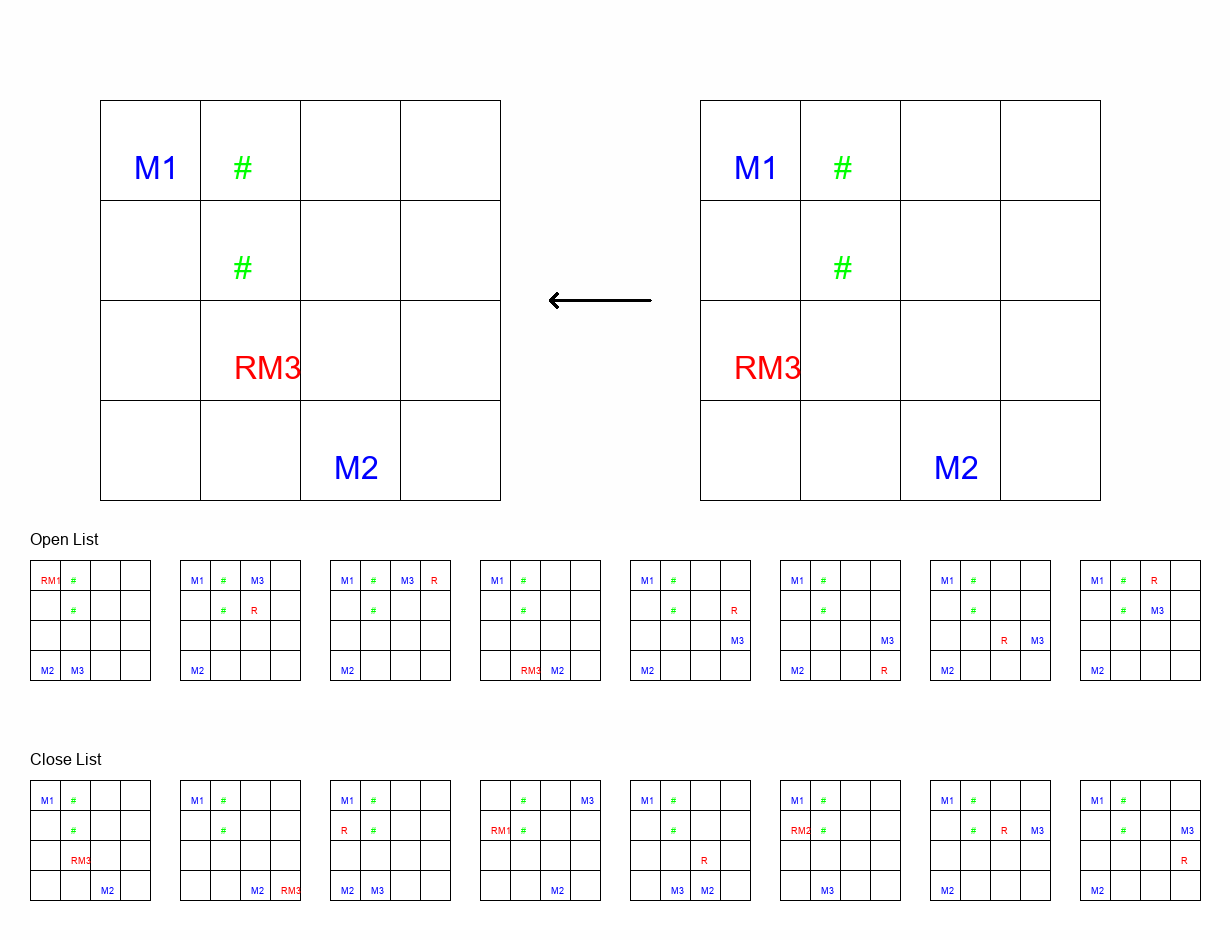 M1 # M1 #
# #
RM3 RM3
M2 M2
Open List
RM1 # M1 # M3 M1 # M3 R M1 # M1 # M1 # M1 # M1 # R
# # R # # # R # # # M3
M3 M3 R M3
M2 M3 M2 M2 RM3 M2 M2 M2 R M2 M2
Close List
M1 # M1 # M1 # # M3 M1 # M1 # M1 # M1 #
# # R # RM1 # # RM2 # # R M3 # M3
RM3 R R
M2 M2 RM3 M2 M3 M2 M3 M2 M3 M2 M2